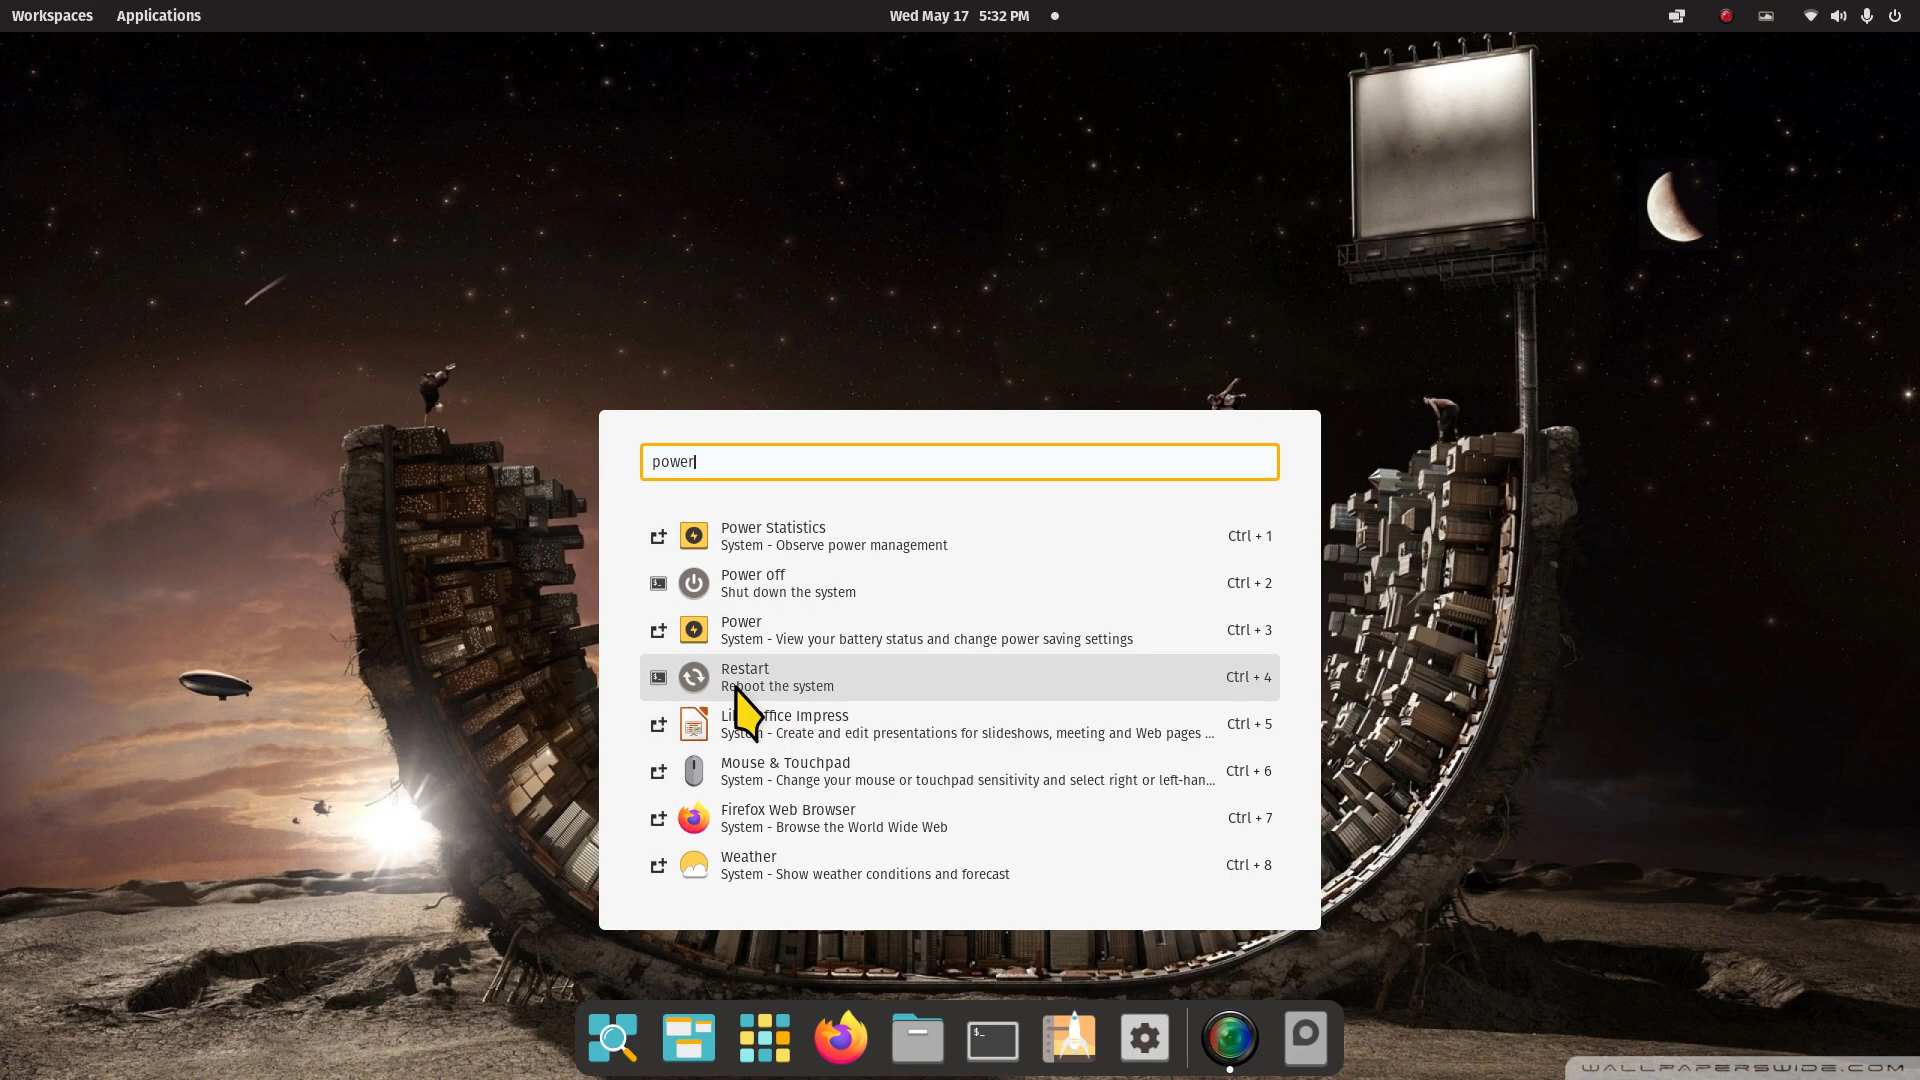 Workspaces Applications Wed May 17 5:32 PM
power
Power Statistics
System - Observe power management Ctrl + 1
Power off
Shut down the system Ctrl + 2
Power
System - View your battery status and change power saving settings Ctrl + 3
Restart
Reboot the system Ctrl + 4
ffice Impress
System - Create and edit presentations for slideshows, meeting and Web pages ... Ctrl + 5
Mouse & Touchpad
System - Change your mouse or touchpad sensitivity and select right or left-han... Ctrl + 6
Firefox Web Browser
System - Browse the World Wide Web Ctrl + 7
Weather
System - Show weather conditions and forecast Ctrl + 8
$_
WALLPAPERSWIDE.COM